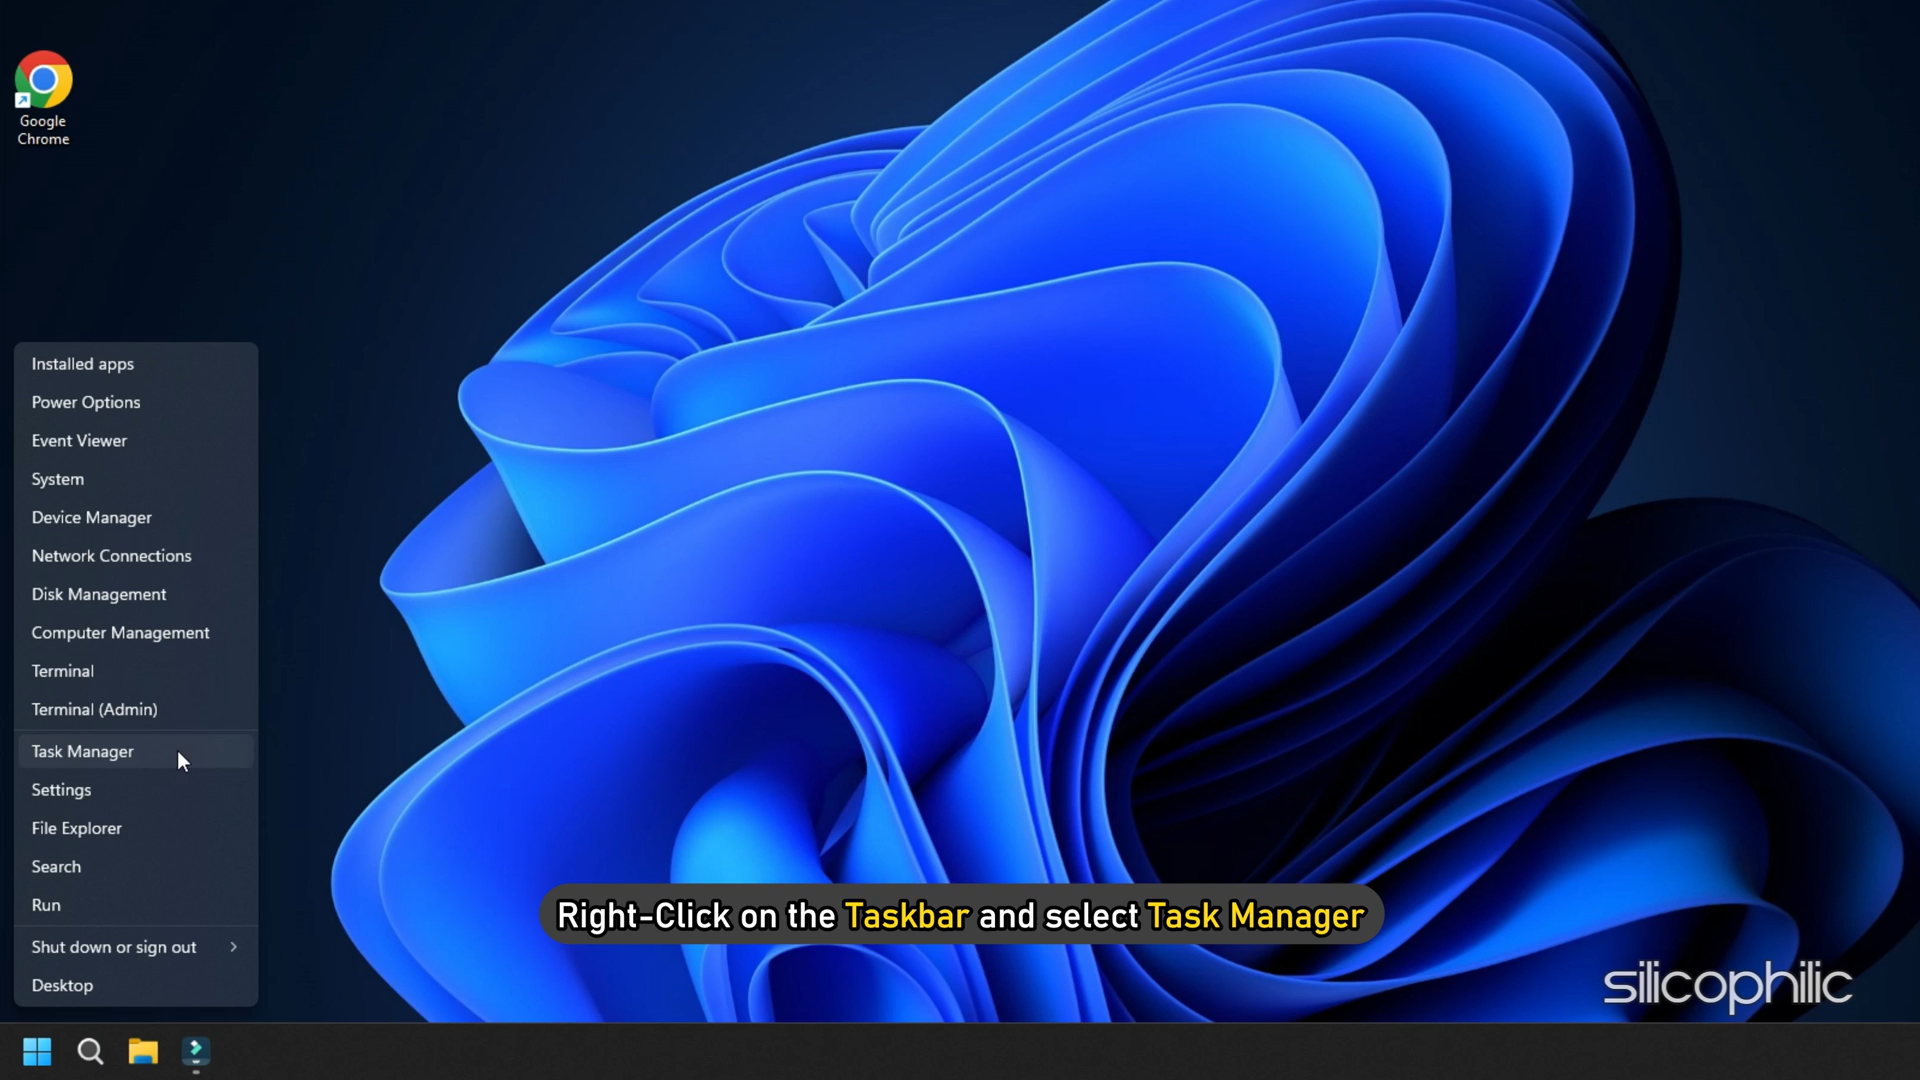 Google
Chrome
Installed apps
Power Options
Event Viewer
System
Device Manager
Network Connections
Disk Management
Computer Management
Terminal
Terminal (Admin)
Task Manager
Settings
File Explorer
Search
Run
Shut down or sign out
Desktop
Right-Click on the Taskbar and select Task Manager
silicophilic